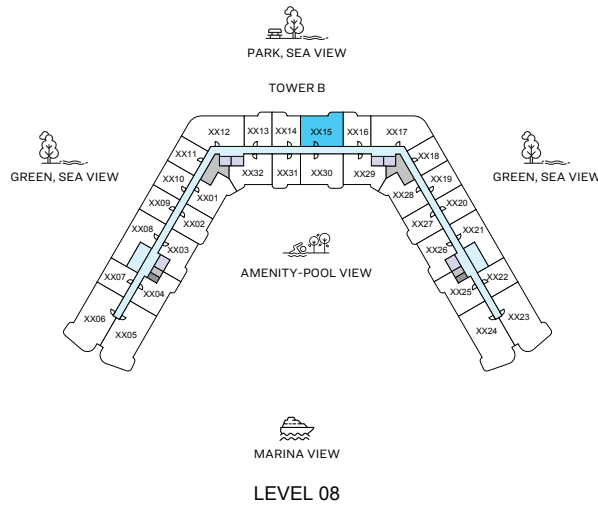 PARK, SEA VIEW
TOWER B
GREEN, SEA VIEW
GREEN, SEA VIEW
XX12
XX13
XX14
XX15
XX16
XX17
XX11
XX18
XX10
XX32
XX31
XX30
XX29
XX19
XX09
XX01
XX28
XX20
XX08
XX02
XX27
XX21
XX07
XX03
XX26
XX22
XX06
XX04
XX25
XX23
XX05
XX24
AMENITY-POOL VIEW
MARINA VIEW
LEVEL 08